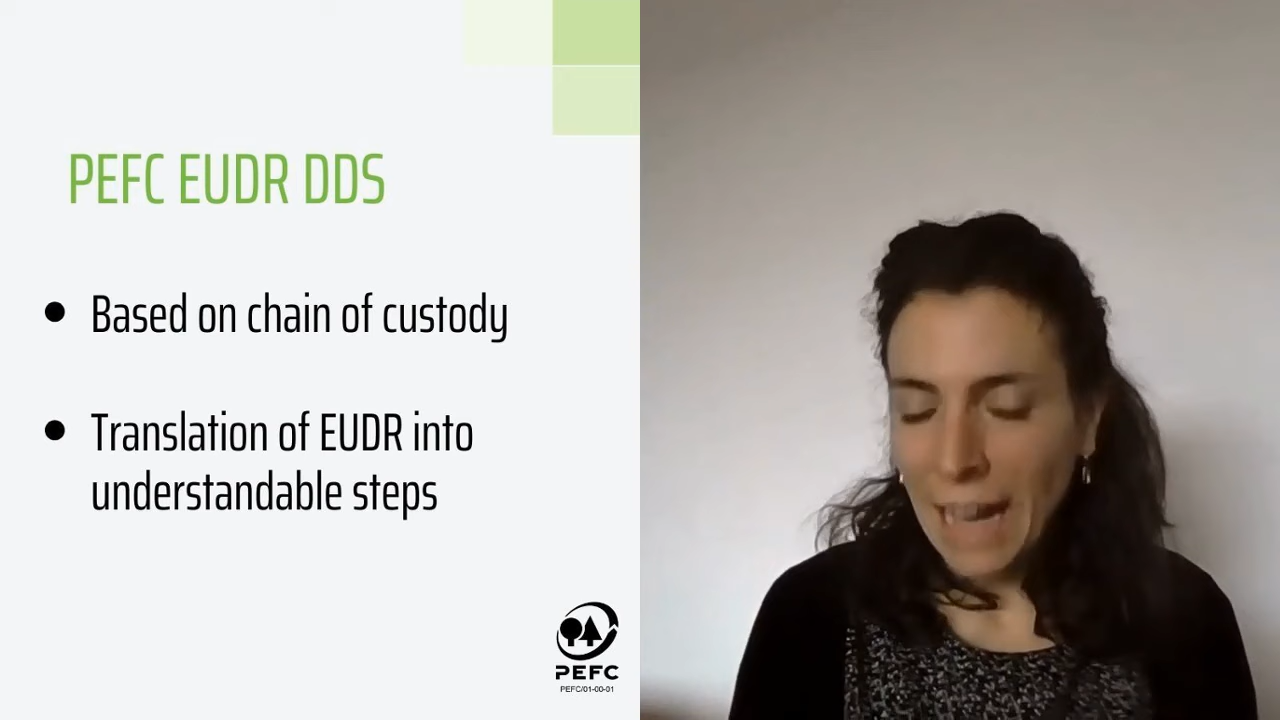 PEFC EUDR DDS
● Based on chain of custody
● Translation of EUDR into
understandable steps
PEFC
PEFC/01-00-01